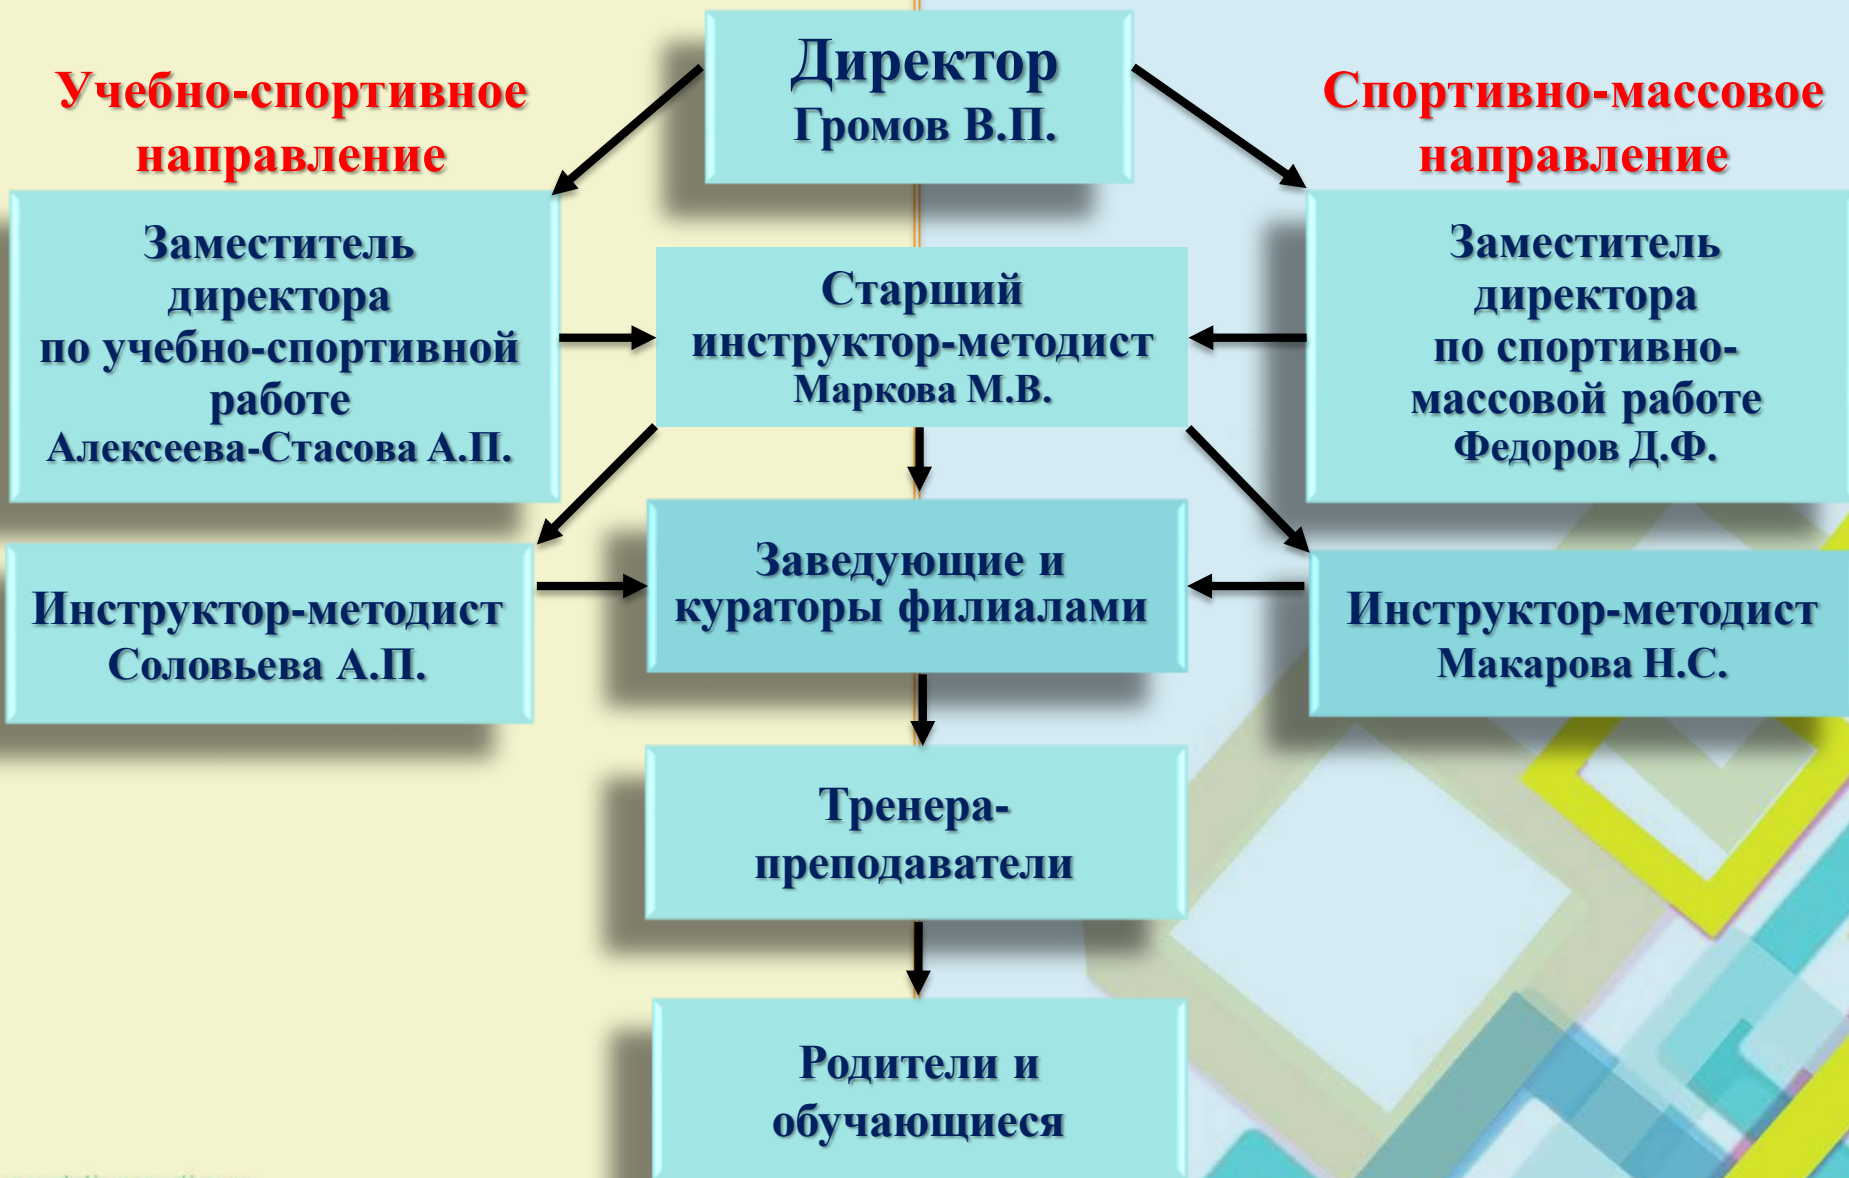 Директор
Громов В.П.
Учебно-спортивное
направление
Спортивно-массовое
направление
Заместитель
директора
по учебно-спортивной
работе
Алексеева-Стасова А.П.
Старший
инструктор-методист
Маркова М.В.
Заместитель
директора
по спортивно-
массовой работе
Федоров Д.Ф.
Инструктор-методист
Соловьева А.П.
Заведующие и
кураторы филиалами
Инструктор-методист
Макарова Н.С.
Тренера-
преподаватели
Родители и
обучающиеся